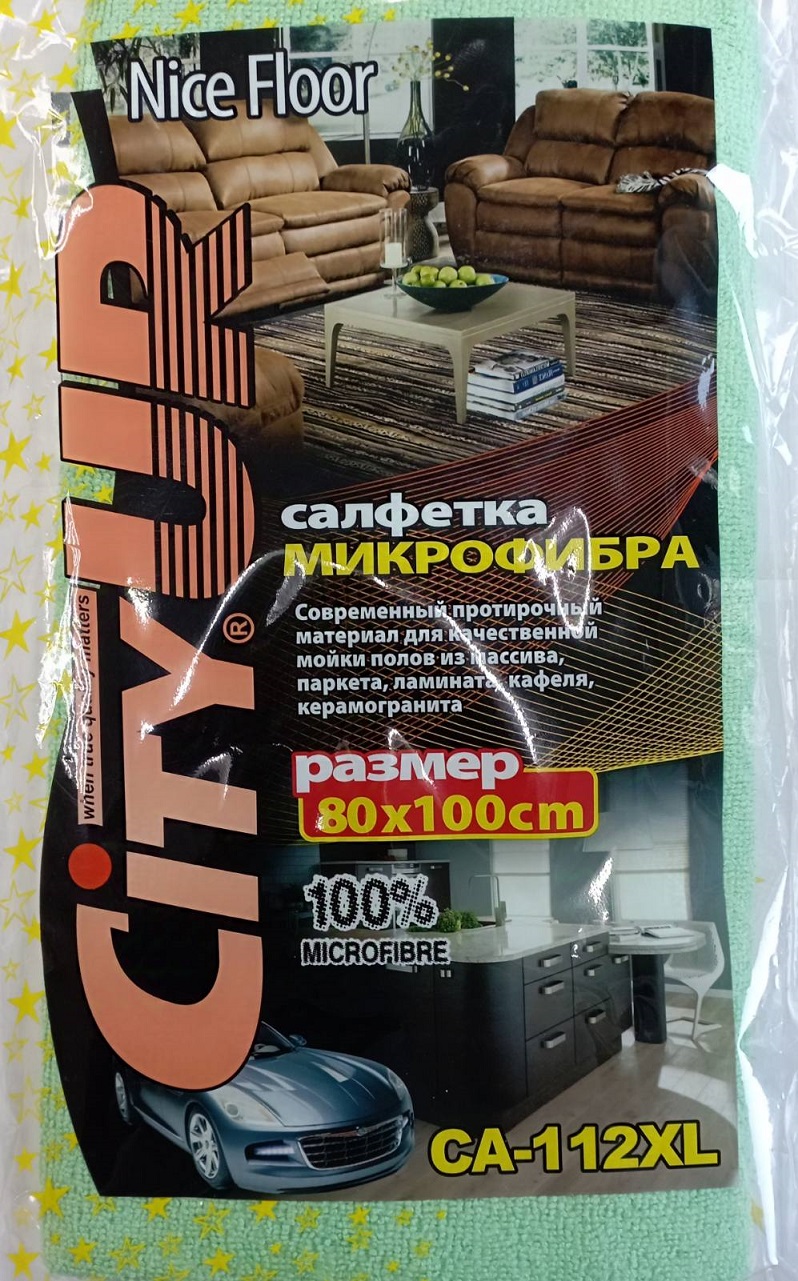 Nice Floor
CiTY UR®
when true quality matters
салфетка
МИКРОФИБРА
Современный протирочный
материал для качественной
мойки полов из массива,
паркета, ламината, кафеля,
керамогранита
размер
80x100cm
100%
MICROFIBRE
CA-112XL